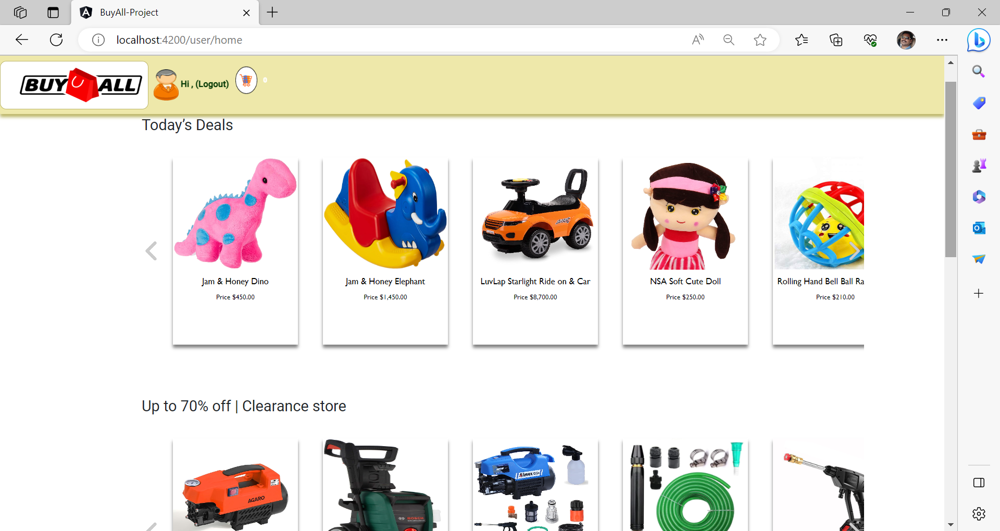 BuyAll-Project
localhost:4200/user/home
BUY ALL
Hi , (Logout)
0
Today’s Deals
Jam & Honey Dino
Price $450.00
Jam & Honey Elephant
Price $1,450.00
LuvLap Starlight Ride on & Car
Price $8,700.00
NSA Soft Cute Doll
Price $250.00
Rolling Hand Bell Ball Ra
Price $210.00
Up to 70% off | Clearance store
AGARO
BOSCH